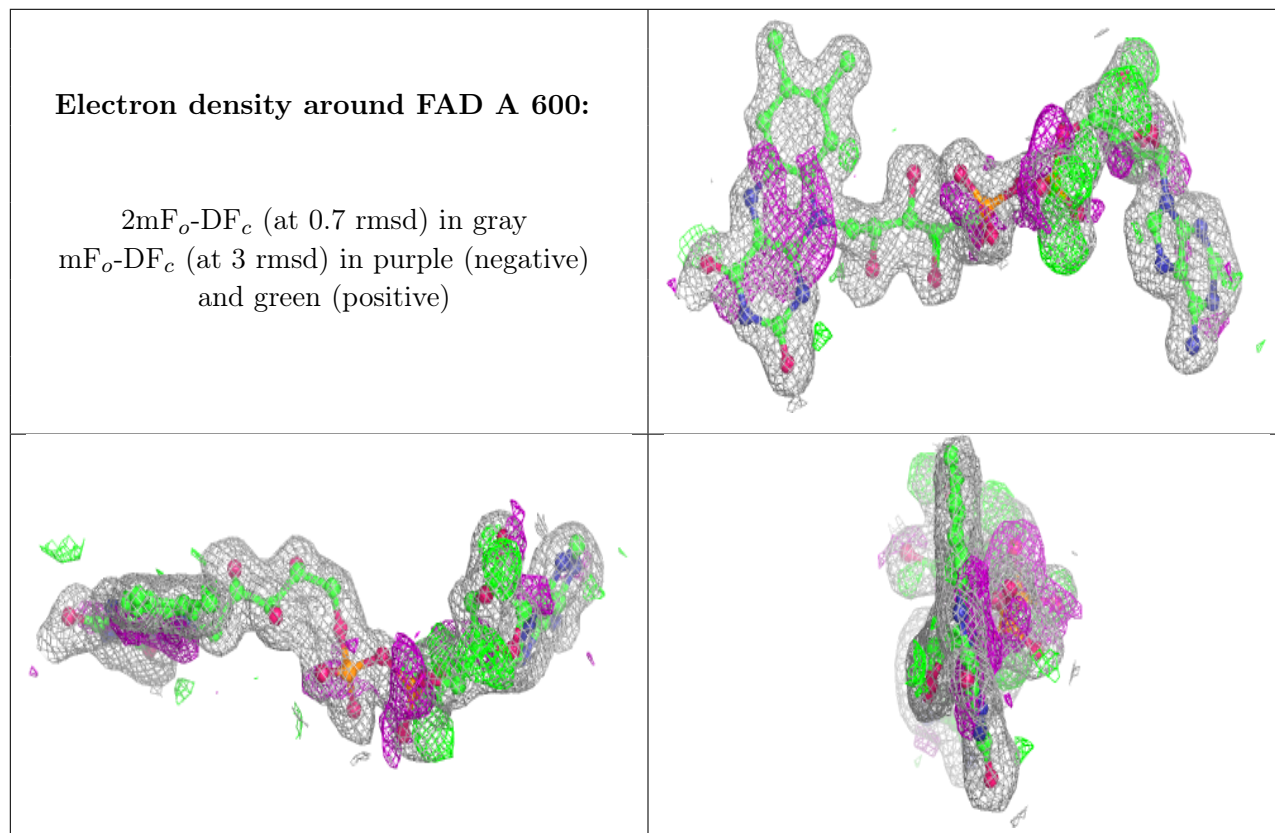 Electron density around FAD A 600:
2mFo-DFc (at 0.7 rmsd) in gray
mFo-DFc (at 3 rmsd) in purple (negative)
and green (positive)